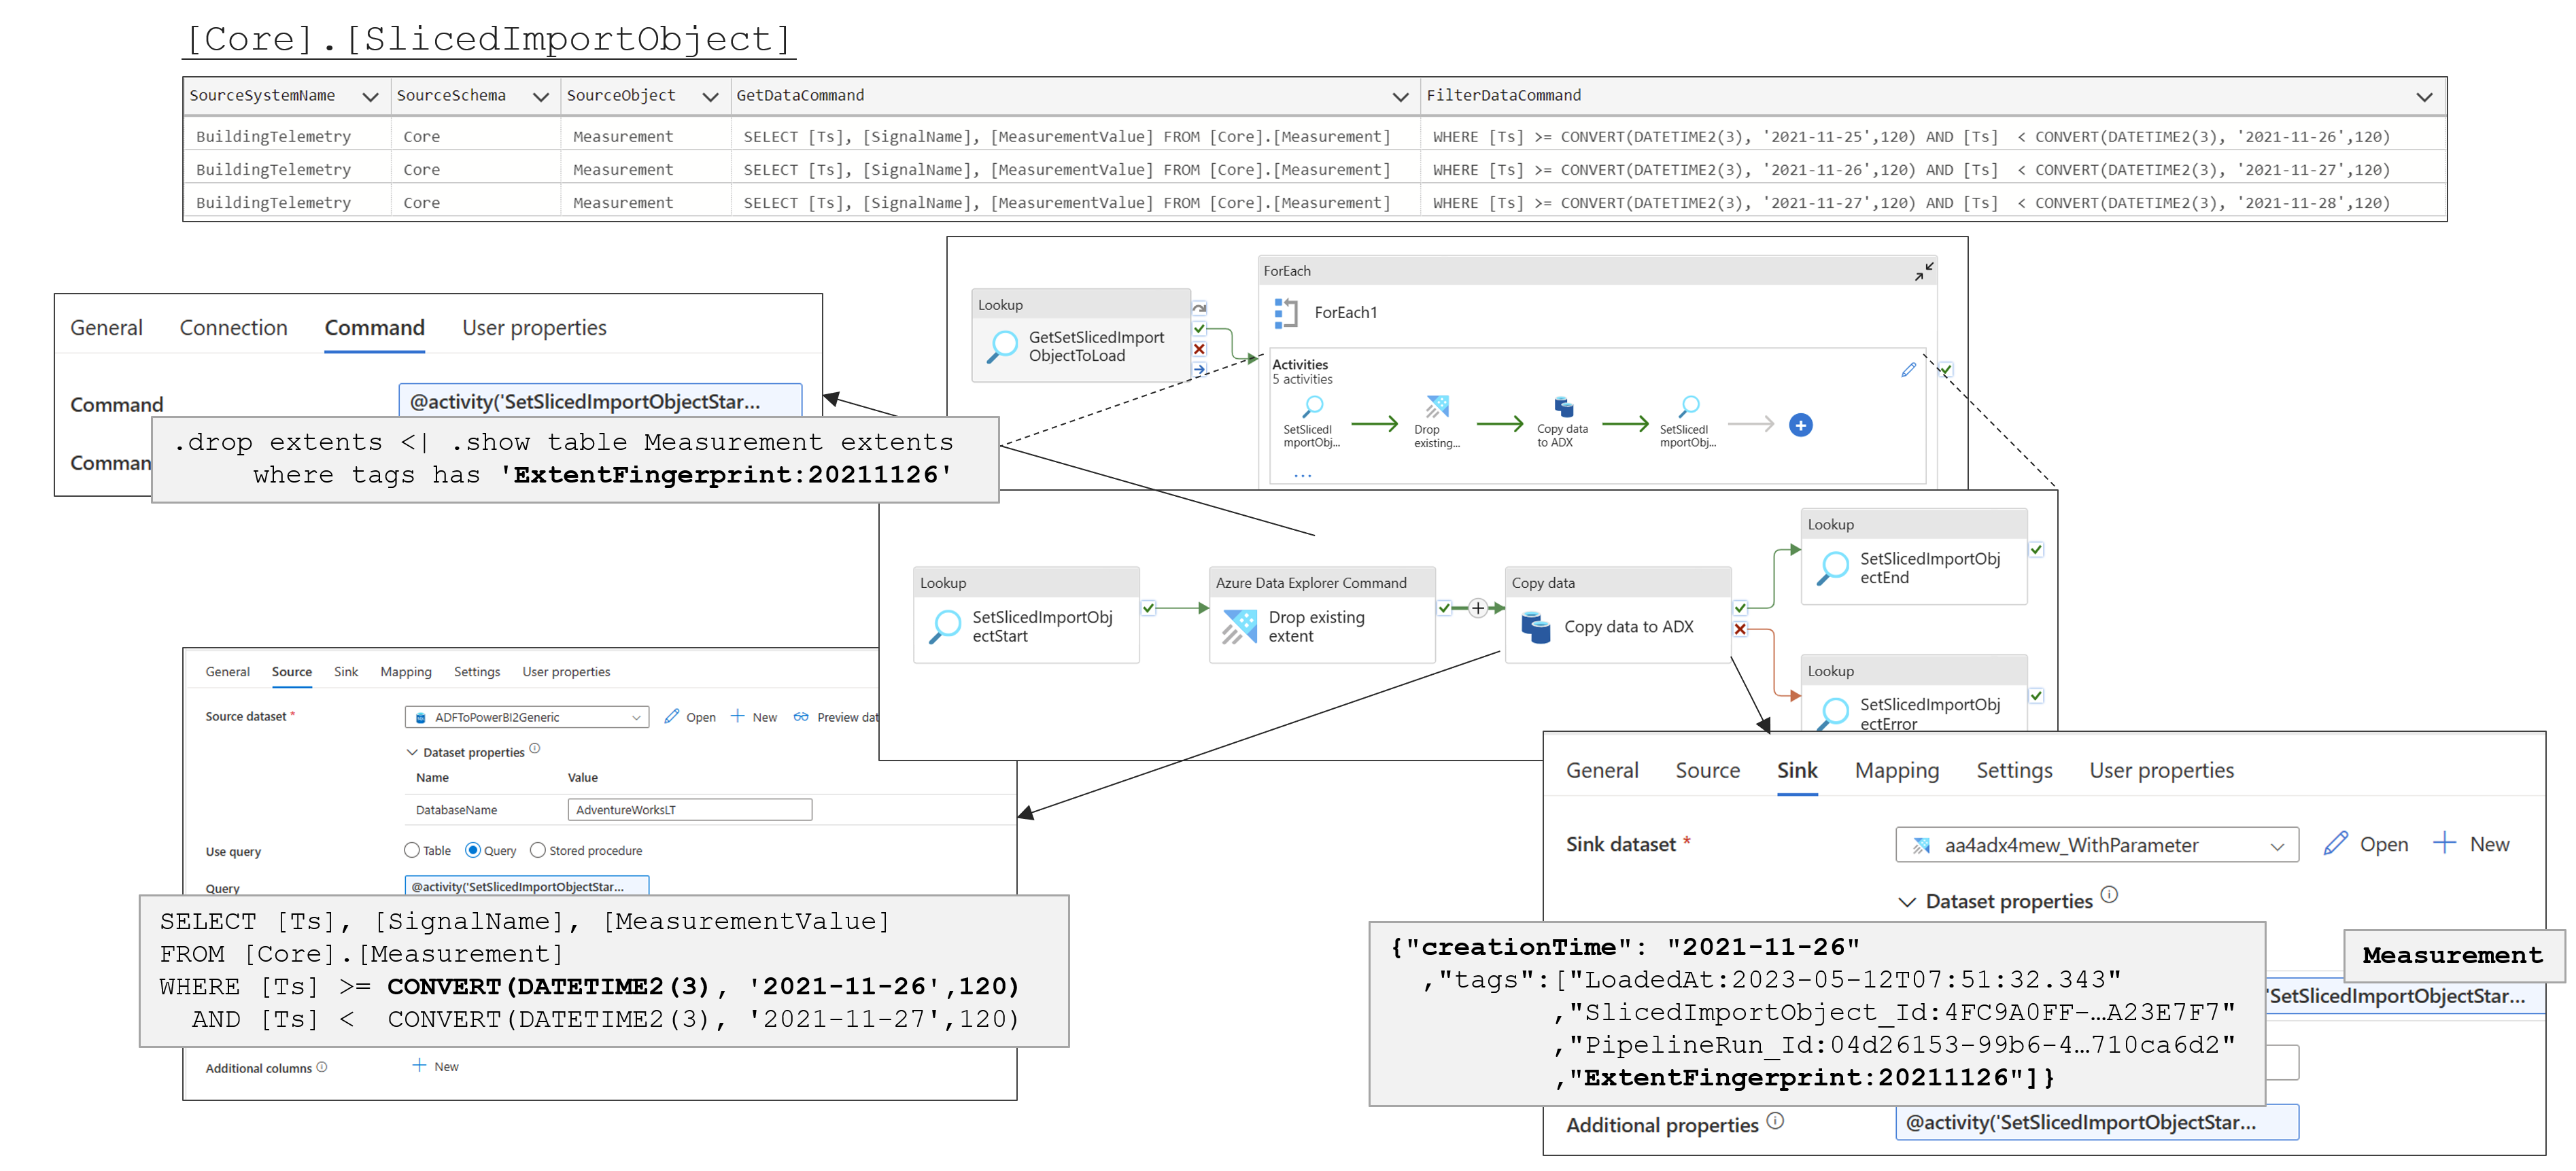 [Core].[SlicedImportObject]
SourceSystemName SourceSchema SourceObject GetDataCommand FilterDataCommand
BuildingTelemetry Core Measurement SELECT [Ts], [SignalName], [MeasurementValue] FROM [Core].[Measurement] WHERE [Ts] >= CONVERT(DATETIME2(3), '2021-11-25',120) AND [Ts]  < CONVERT(DATETIME2(3), '2021-11-26',120)
BuildingTelemetry Core Measurement SELECT [Ts], [SignalName], [MeasurementValue] FROM [Core].[Measurement] WHERE [Ts] >= CONVERT(DATETIME2(3), '2021-11-26',120) AND [Ts]  < CONVERT(DATETIME2(3), '2021-11-27',120)
BuildingTelemetry Core Measurement SELECT [Ts], [SignalName], [MeasurementValue] FROM [Core].[Measurement] WHERE [Ts] >= CONVERT(DATETIME2(3), '2021-11-27',120) AND [Ts]  < CONVERT(DATETIME2(3), '2021-11-28',120)
Lookup
GetSetSlicedImport
ObjectToLoad
ForEach
ForEach1
Activities
5 activities
SetSlicedI
mportObj...
Drop
existing...
Copy data
to ADX
SetSlicedI
mportObj...
...
General Connection Command User properties
Command @activity('SetSlicedImportObjectStar...
Comman
.drop extents <| .show table Measurement extents
where tags has 'ExtentFingerprint:20211126'
Lookup
SetSlicedImportObj
ectStart
Azure Data Explorer Command
Drop existing
extent
Copy data
Copy data to ADX
Lookup
SetSlicedImportObj
ectEnd
Lookup
SetSlicedImportObj
ectError
General Source Sink Mapping Settings User properties
Source dataset * ADFToPowerBI2Generic Open New Preview dat
Dataset properties
Name Value
DatabaseName AdventureWorksLT
Use query Table Query Stored procedure
Query @activity('SetSlicedImportObjectStar...
SELECT [Ts], [SignalName], [MeasurementValue]
FROM [Core].[Measurement]
WHERE [Ts] >= CONVERT(DATETIME2(3), '2021-11-26',120)
AND [Ts] <  CONVERT(DATETIME2(3), '2021-11-27',120)
Additional columns New
General Source Sink Mapping Settings User properties
Sink dataset * aa4adx4mew_WithParameter Open New
Dataset properties
Measurement
'SetSlicedImportObjectStar...
{"creationTime": "2021-11-26"
,"tags":["LoadedAt:2023-05-12T07:51:32.343"
,"SlicedImportObject_Id:4FC9A0FF-…A23E7F7"
,"PipelineRun_Id:04d26153-99b6-4…710ca6d2"
,"ExtentFingerprint:20211126"]}
Additional properties @activity('SetSlicedImportObjectStar...